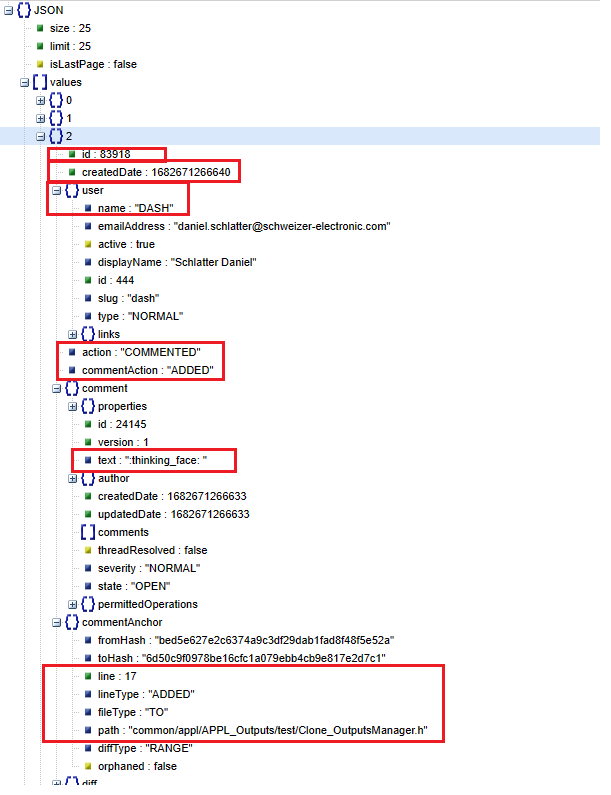 JSON
size : 25
limit : 25
isLastPage : false
values
0
1
2
id : 83918
createdDate : 1682671266640
user
name : "DASH"
emailAddress : "daniel.schlatter@schweizer-electronic.com"
active : true
displayName : "Schlatter Daniel"
id : 444
slug : "dash"
type : "NORMAL"
links
action : "COMMENTED"
commentAction : "ADDED"
comment
properties
id : 24145
version : 1
text : ":thinking_face: "
author
createdDate : 1682671266633
updatedDate : 1682671266633
comments
threadResolved : false
severity : "NORMAL"
state : "OPEN"
permittedOperations
commentAnchor
fromHash : "bed5e627e2c6374a9c3df29dab1fad8f48f5e52a"
toHash : "6d50c9f0978be16cfc1a079ebb4cb9e817e2d7c1"
line : 17
lineType : "ADDED"
fileType : "TO"
path : "common/appl/APPL_Outputs/test/Clone_OutputsManager.h"
diffType : "RANGE"
orphaned : false
diff